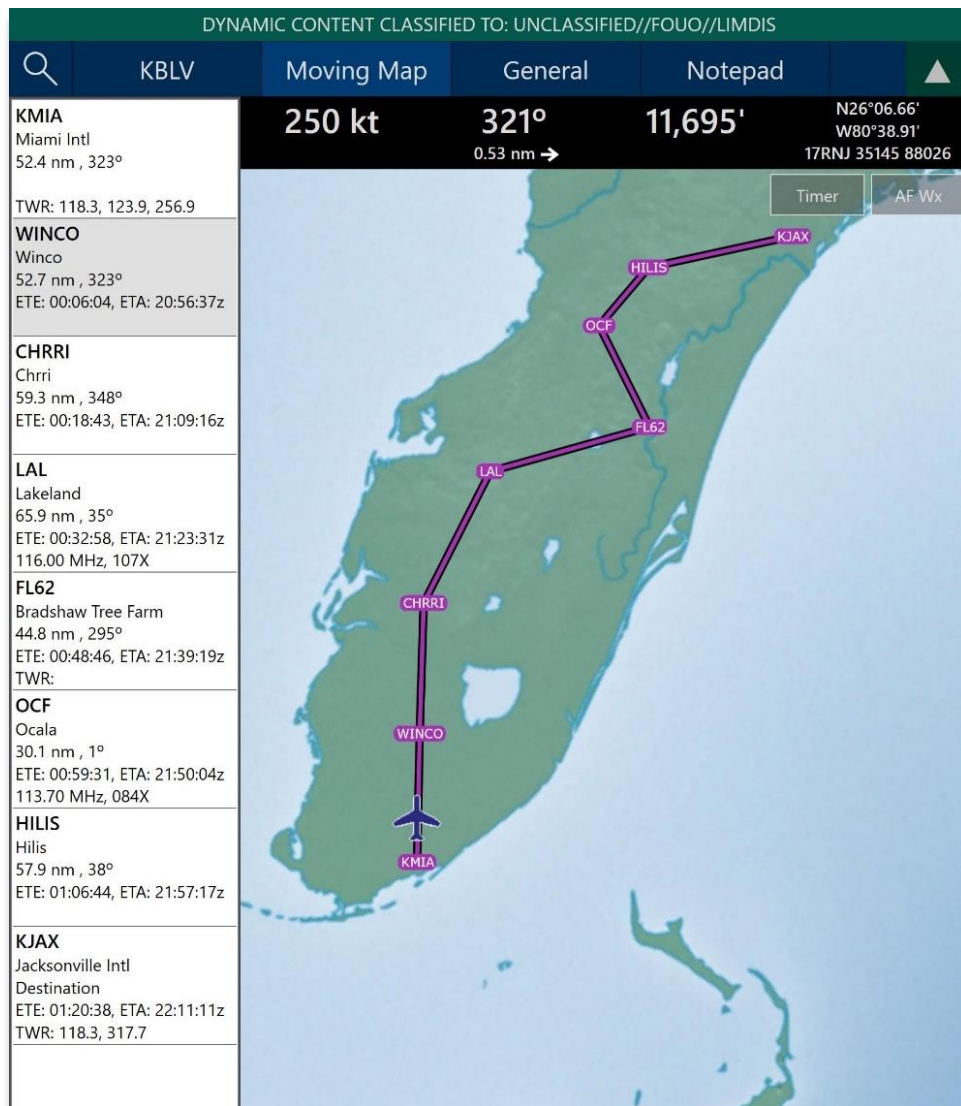 DYNAMIC CONTENT CLASSIFIED TO: UNCLASSIFIED//FOUO//LIMDIS
KBLV Moving Map General Notepad
250 kt 321º 11,695'
0.53 nm →
N26°06.66'
W80°38.91'
17RNJ 35145 88026
Timer AF Wx
KMIA
Miami Intl
52.4 nm , 323º
TWR: 118.3, 123.9, 256.9
WINCO
Winco
52.7 nm , 323º
ETE: 00:06:04, ETA: 20:56:37z
CHRRI
Chrri
59.3 nm , 348º
ETE: 00:18:43, ETA: 21:09:16z
LAL
Lakeland
65.9 nm , 35º
ETE: 00:32:58, ETA: 21:23:31z
116.00 MHz, 107X
FL62
Bradshaw Tree Farm
44.8 nm , 295º
ETE: 00:48:46, ETA: 21:39:19z
TWR:
OCF
Ocala
30.1 nm , 1º
ETE: 00:59:31, ETA: 21:50:04z
113.70 MHz, 084X
HILIS
Hilis
57.9 nm , 38º
ETE: 01:06:44, ETA: 21:57:17z
KJAX
Jacksonville Intl
Destination
ETE: 01:20:38, ETA: 22:11:11z
TWR: 118.3, 317.7
KJAX
HILIS
OCF
FL62
LAL
CHRRI
WINCO
KMIA